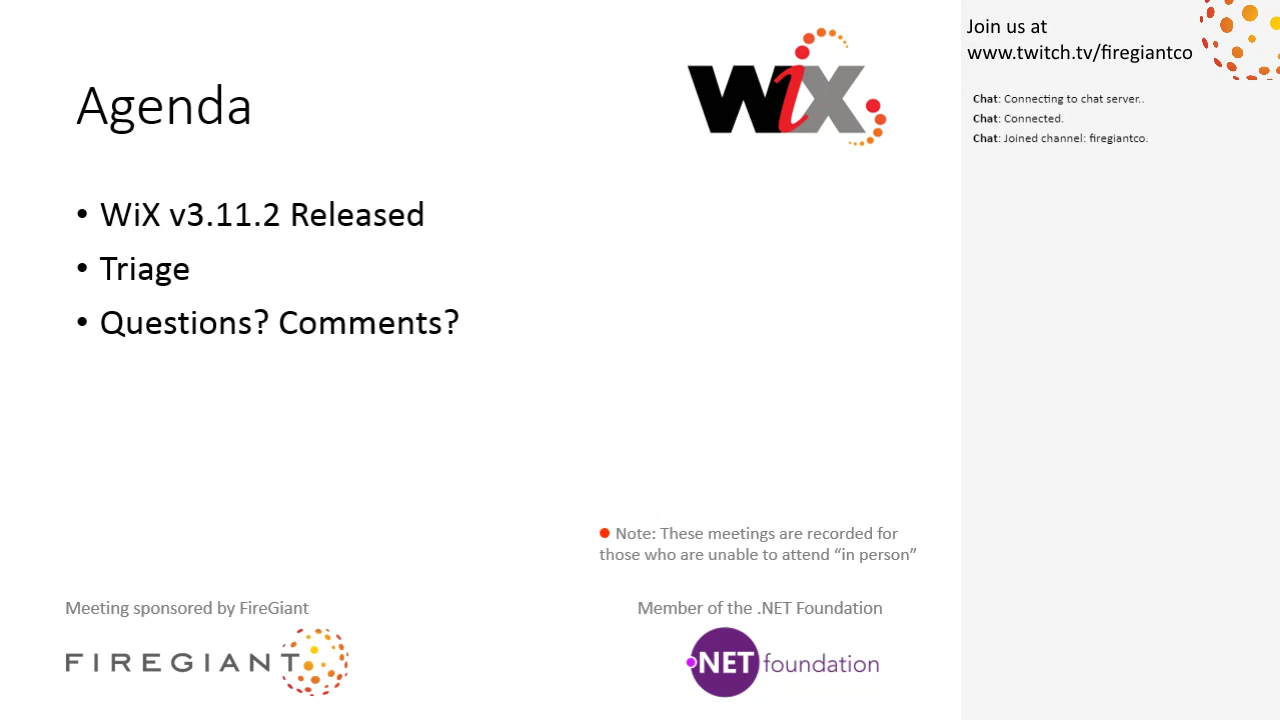 Agenda
WiX
• WiX v3.11.2 Released
• Triage
• Questions? Comments?
Note: These meetings are recorded for
those who are unable to attend “in person”
Meeting sponsored by FireGiant
FIREGIANT
Member of the .NET Foundation
.NET foundation
Join us at
www.twitch.tv/firegiantco
Chat: Connecting to chat server..
Chat: Connected.
Chat: Joined channel: firegiantco.